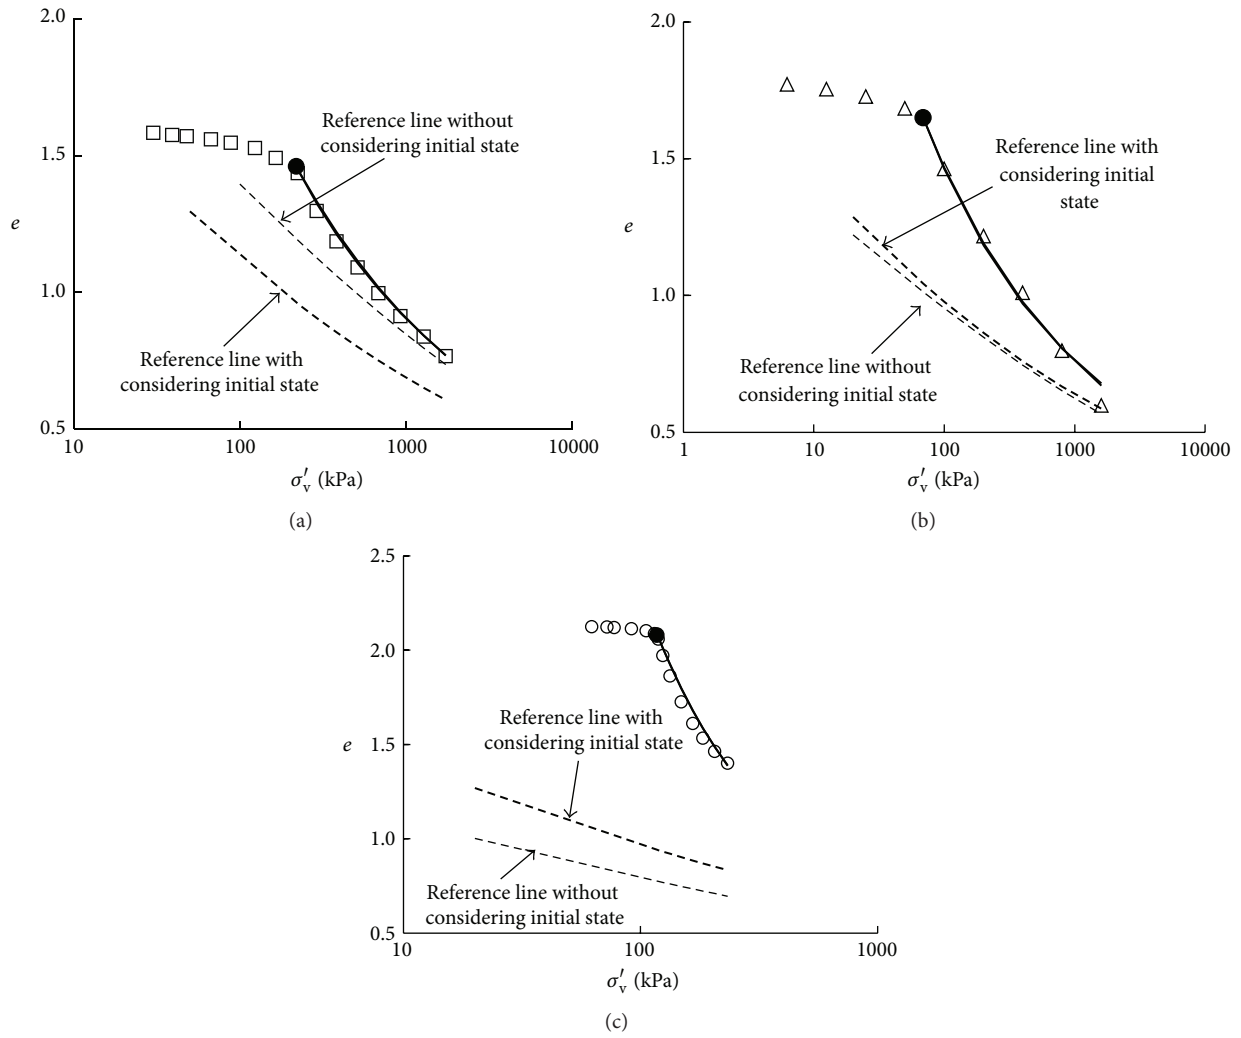 2.0
1.5
1.0
0.5
e
Reference line without
considering initial state
Reference line with
considering initial state
10
100
1000
10000
σ′v (kPa)
(a)
2.0
1.5
1.0
0.5
e
Reference line with
considering initial
state
Reference line without
considering initial state
1
10
100
1000
10000
σ′v (kPa)
(b)
2.5
2.0
1.5
1.0
0.5
e
Reference line with
considering initial state
Reference line without
considering initial state
10
100
1000
σ′v (kPa)
(c)